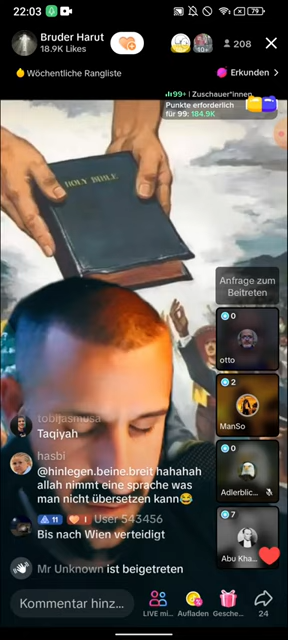 22:03
79
Bruder Harut
18.9K Likes
10+
208
Wöchentliche Rangliste
Erkunden >
99+ | Zuschauer*innen
Punkte erforderlich
für 99: 184.9K
HOLY BIBLE
Anfrage zum
Beitreten
0
otto
2
ManSo
0
Adlerblic...
7
Abu Kha...
tobijasmusa
Taqiyah
hasbi
@hinlegen.beine.breit hahahah
allah nimmt eine sprache was
man nicht übersetzen kann😂
11 1 User 543456
Bis nach Wien verteidigt
Mr Unknown ist beigetreten
Kommentar hinz...
LIVE mi...
Aufladen
Gesche...
24